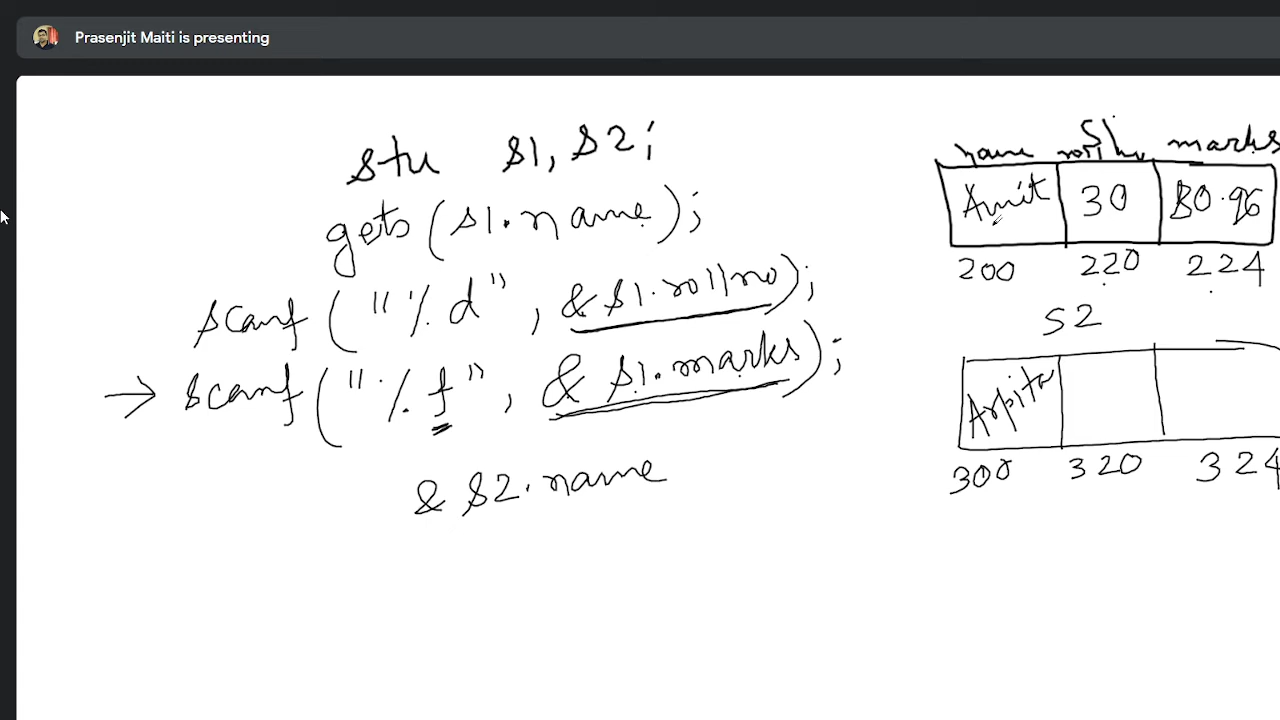 Prasenjit Maiti is presenting
stu s1, s2;
gets(s1.name);
scanf("%d", &s1.rollno);
→ scanf("%f", &s1.marks);
&s2.name
S1
name rollno marks
Amit 30 80.96
200 220 224
S2
Arpita
300 320 324